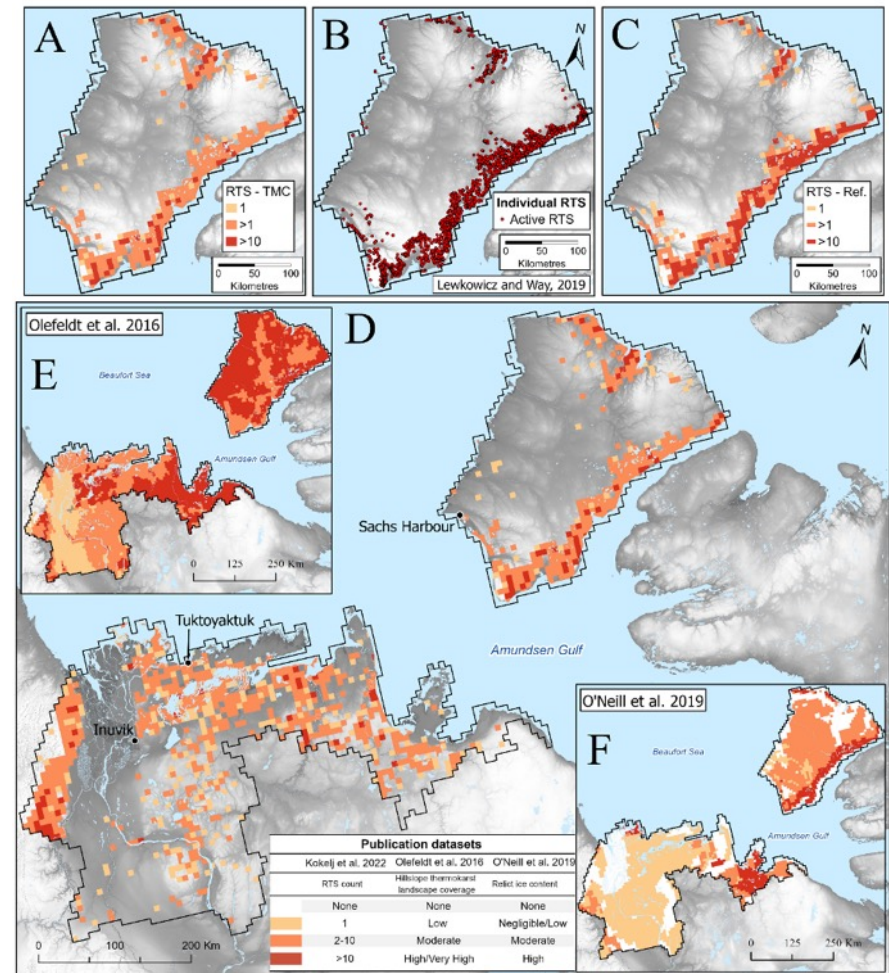 A
RTS - TMC
1
>1
>10
0 50 100
Kilometres
B
N
Individual RTS
Active RTS
0 50 100
Kilometres
Lewkowicz and Way, 2019
C
RTS - Ref.
1
>1
>10
0 50 100
Kilometres
Olefeldt et al. 2016
E
Beaufort Sea
Amundsen Gulf
0 125 250 Km
D
N
Sachs Harbour
Tuktoyaktuk
Inuvik
Amundsen Gulf
0 100 200 Km
Publication datasets
Kokelj et al. 2022 Olefeldt et al. 2016 O'Neill et al. 2019
RTS count Hillslope thermokarst landscape coverage Relict ice content
None None None
1 Low Negligible/Low
2-10 Moderate Moderate
>10 High/Very High High
O'Neill et al. 2019
F
Beaufort Sea
Amundsen Gulf
0 125 250 Km